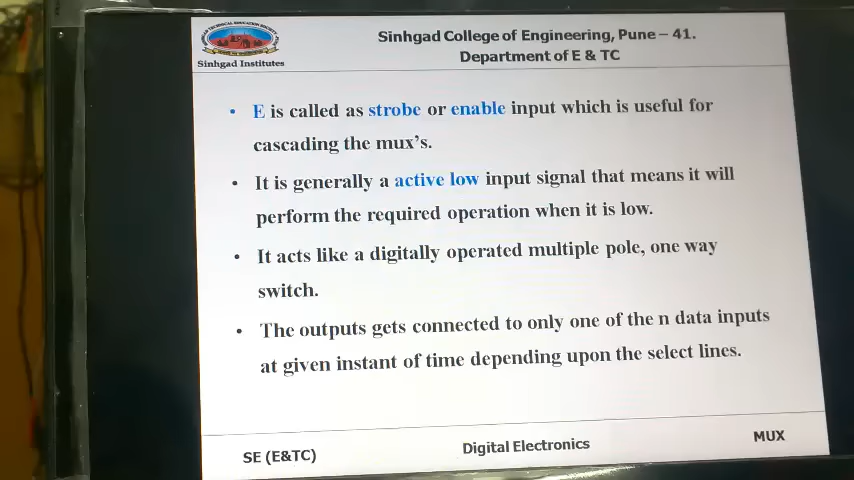 Sinhgad Institutes
Sinhgad College of Engineering, Pune – 41.
Department of E & TC
• E is called as strobe or enable input which is useful for
cascading the mux's.
• It is generally a active low input signal that means it will
perform the required operation when it is low.
• It acts like a digitally operated multiple pole, one way
switch.
• The outputs gets connected to only one of the n data inputs
at given instant of time depending upon the select lines.
SE (E&TC)
Digital Electronics
MUX